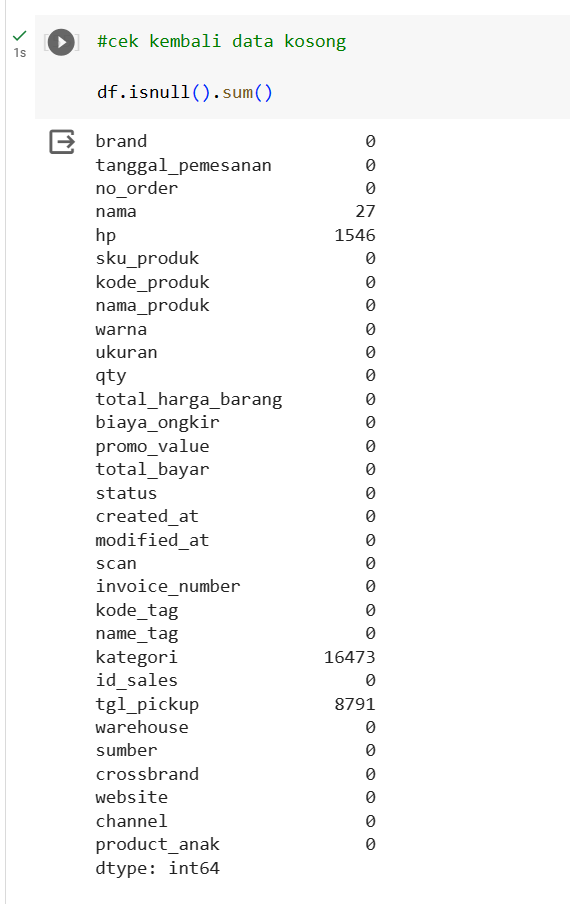 1s
#cek kembali data kosong
df.isnull().sum()
brand 0
tanggal_pemesanan 0
no_order 0
nama 27
hp 1546
sku_produk 0
kode_produk 0
nama_produk 0
warna 0
ukuran 0
qty 0
total_harga_barang 0
biaya_ongkir 0
promo_value 0
total_bayar 0
status 0
created_at 0
modified_at 0
scan 0
invoice_number 0
kode_tag 0
name_tag 0
kategori 16473
id_sales 0
tgl_pickup 8791
warehouse 0
sumber 0
crossbrand 0
website 0
channel 0
product_anak 0
dtype: int64